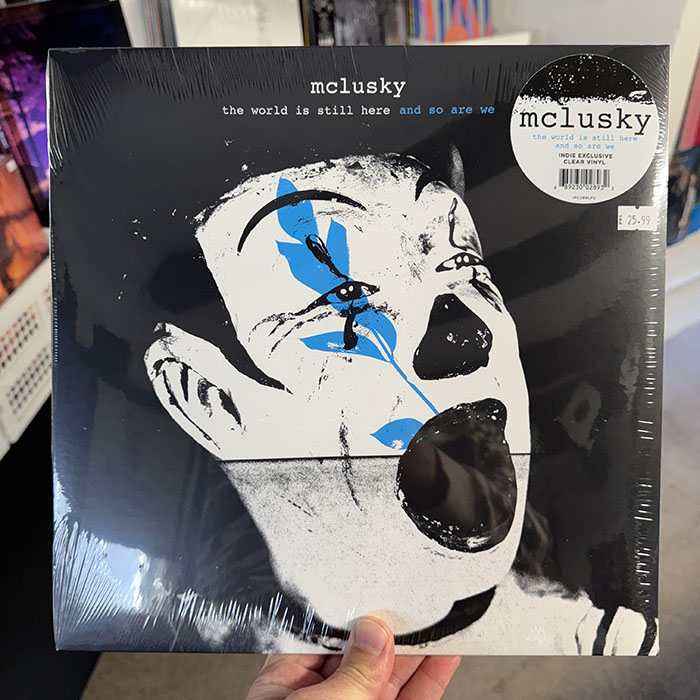 mclusky
the world is still here and so are we
mclusky
the world is still here
and so are we
INDIE EXCLUSIVE
CLEAR VINYL
£ 25.99